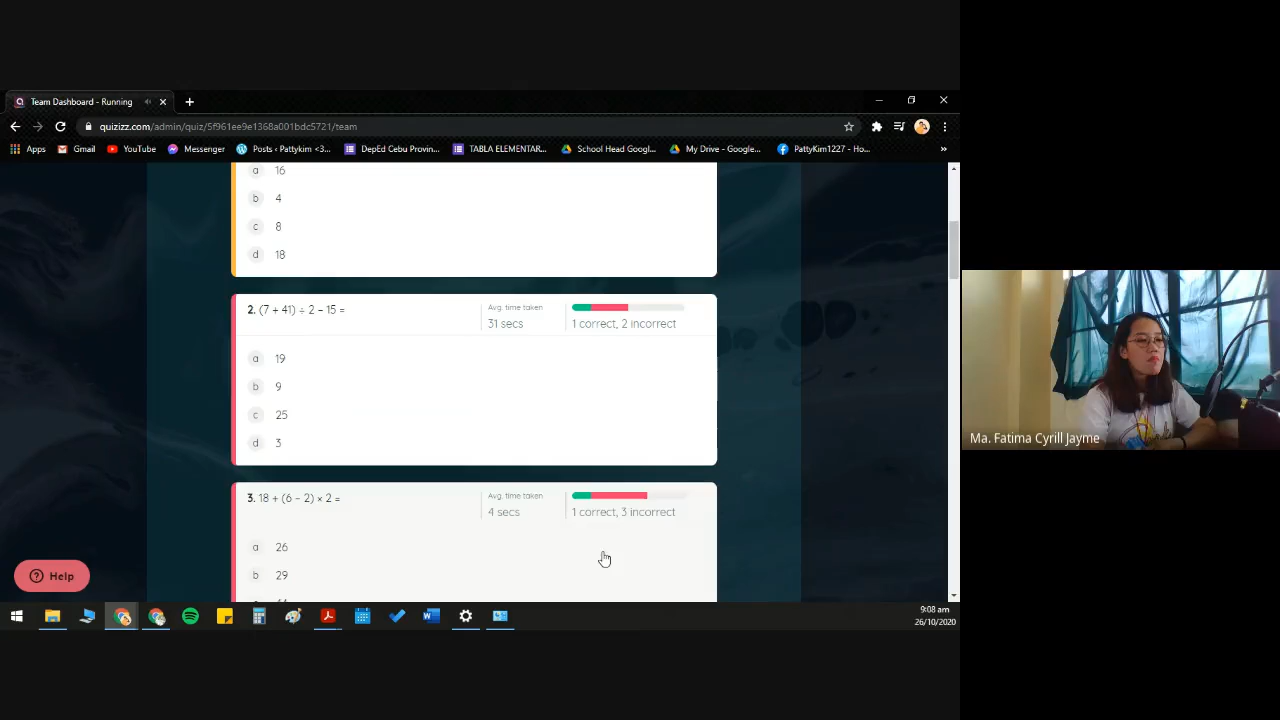 Team Dashboard - Running
quizizz.com/admin/quiz/5f961ee9e1368a001bdc5721/team
Apps Gmail YouTube Messenger Posts ‹ Pattykim <3... DepEd Cebu Provin... TABLA ELEMENTAR... School Head Googl... My Drive - Google... PattyKim1227 - Ho... »
a 16
b 4
c 8
d 18
2. (7 + 41) ÷ 2 – 15 =
Avg. time taken
31 secs
1 correct, 2 incorrect
a 19
b 9
c 25
d 3
3. 18 + (6 – 2) × 2 =
Avg. time taken
4 secs
1 correct, 3 incorrect
a 26
b 29
Help
9:08 am
26/10/2020
Ma. Fatima Cyrill Jayme